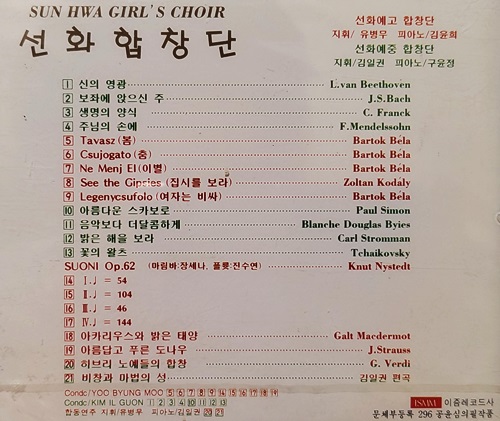 SUN HWA GIRL'S CHOIR
선화합창단
선화예고 합창단
지휘/ 유병무 피아노/김윤희
선화예중 합창단
지휘/김일권 피아노/구윤정
1 신의 영광 L.van Beethoven
2 보좌에 앉으신 주 J.S.Bach
3 생명의 양식 C. Franck
4 주님의 손에 F.Mendelssohn
5 Tavasz (봄) Bartok Béla
6 Csujogato(춤) Bartok Béla
7 Ne Menj El(이별) Bartok Béla
8 See the Gipsies (집시를 보라) Zoltan Kodály
9 Legenycsufolo(여자는 비싸) Bartok Béla
10 아름다운 스카보로 Paul Simon
11 음악보다 더달콤하게 Blanche Douglas Byles
12 밝은 해을 보라 Carl Stromman
13 꽃의 왈츠 Tchaikovsky
SUONI Op.62 (마림바:장세나, 플룻:진수연) Knut Nystedt
14 Ⅰ.♩ = 54
15 Ⅱ.♩ = 104
16 Ⅲ.♩ = 46
17 Ⅳ.♩ = 144
18 아카리우스와 밝은 태양 Galt Macdermot
19 아름답고 푸른 도나우 J.Strauss
20 히브리 노예들의 합창 G. Verdi
21 비창과 마법의 성 김일권 편곡
Condc/YOO BYUNG MOO 5 6 7 8 9 14 15 16 17 18 19
Condc/KIM IL GUON 1 2 3 4 10 11 12 13
합동연주 지휘/유병무 피아노/김일권 20 21
ISMM 이줌레코드사
문체부등록 296 공윤심의필작품